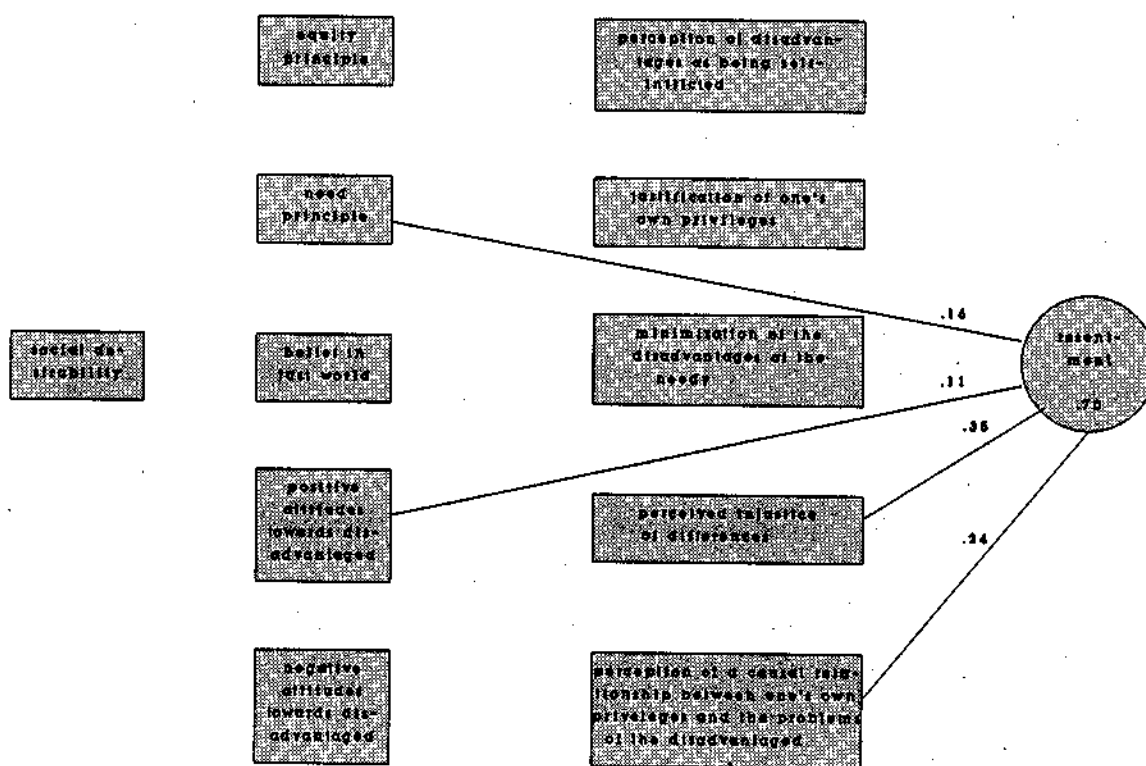 equity
principle
perception of disadvan-
tages as being self-
inflicted
need
principle
justification of one's
own privileges
.16
social de-
sirability
belief in
just world
minimization of the
disadvantages of the
needy
resent-
ment
.70
.11
.35
positive
attitudes
towards dis-
advantaged
perceived injustice
of differences
.24
negative
attitudes
towards dis-
advantaged
perception of a causal rela-
tionship between one's own
priveleges and the problems
of the disadvantaged